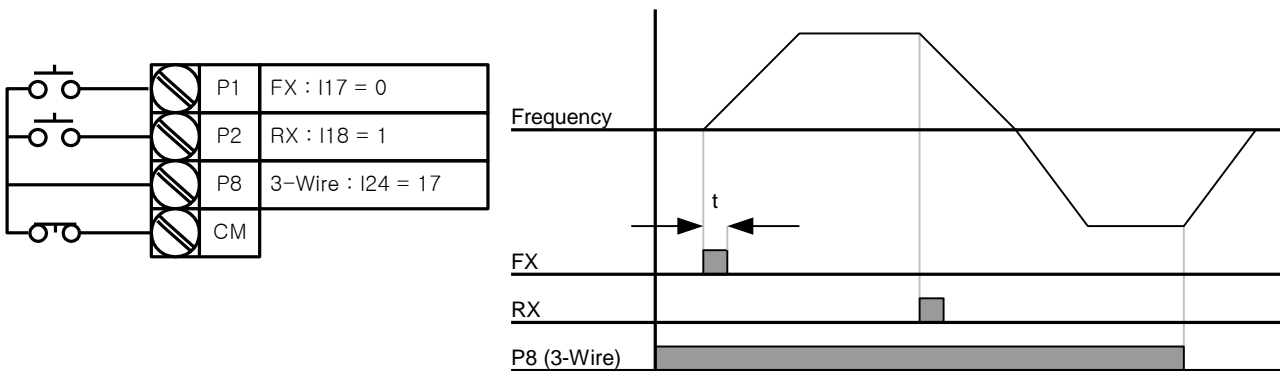 P1 FX : I17 = 0
P2 RX : I18 = 1
P8 3-Wire : I24 = 17
CM
Frequency
t
FX
RX
P8 (3-Wire)